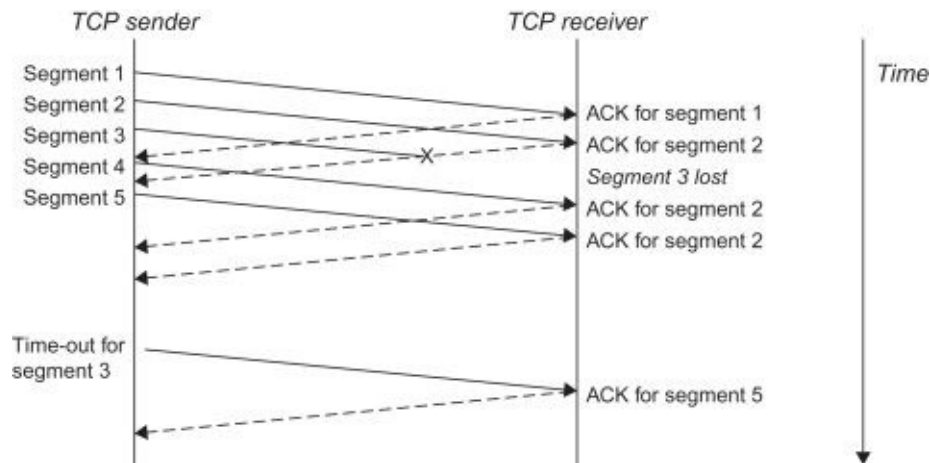 TCP sender
TCP receiver
Time
Segment 1
Segment 2
Segment 3
Segment 4
Segment 5
X
ACK for segment 1
ACK for segment 2
Segment 3 lost
ACK for segment 2
ACK for segment 2
Time-out for
segment 3
ACK for segment 5